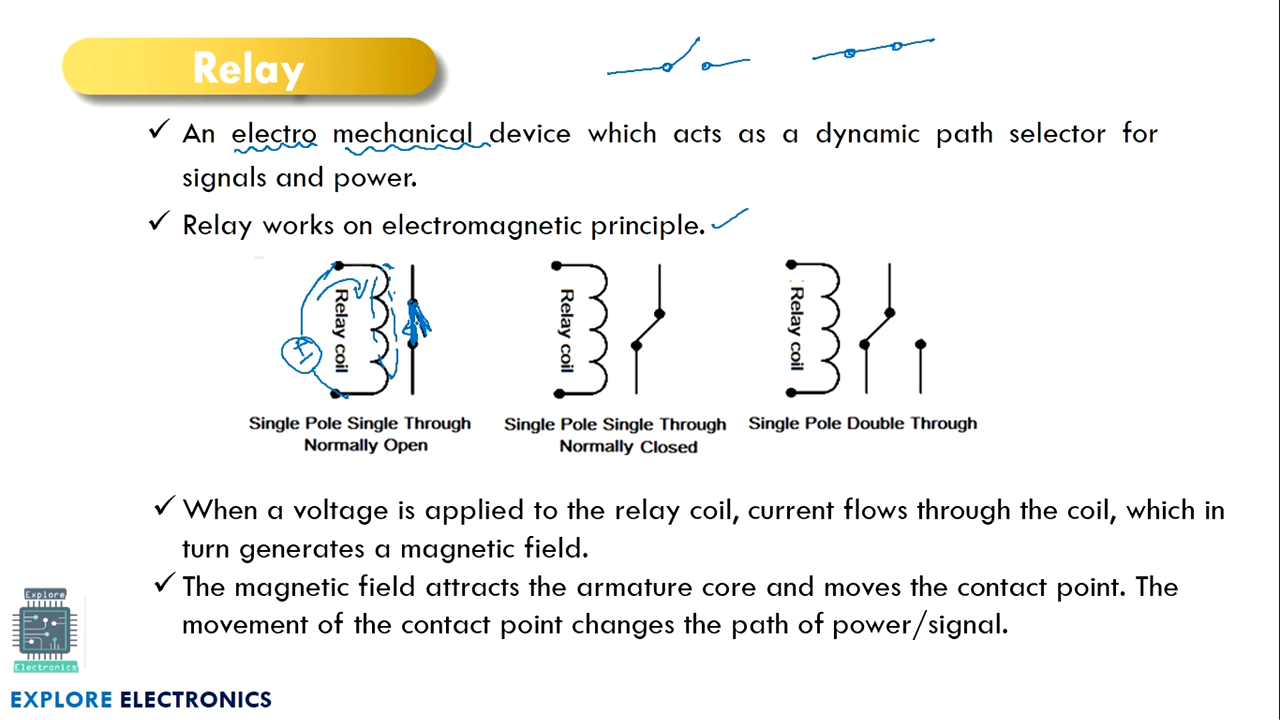 Relay
✓ An electro mechanical device which acts as a dynamic path selector for
signals and power.
✓ Relay works on electromagnetic principle.
Relay coil
Single Pole Single Through
Normally Open
Relay coil
Single Pole Single Through
Normally Closed
Relay coil
Single Pole Double Through
✓ When a voltage is applied to the relay coil, current flows through the coil, which in
turn generates a magnetic field.
✓ The magnetic field attracts the armature core and moves the contact point. The
movement of the contact point changes the path of power/signal.
Explore
Electronics
EXPLORE ELECTRONICS